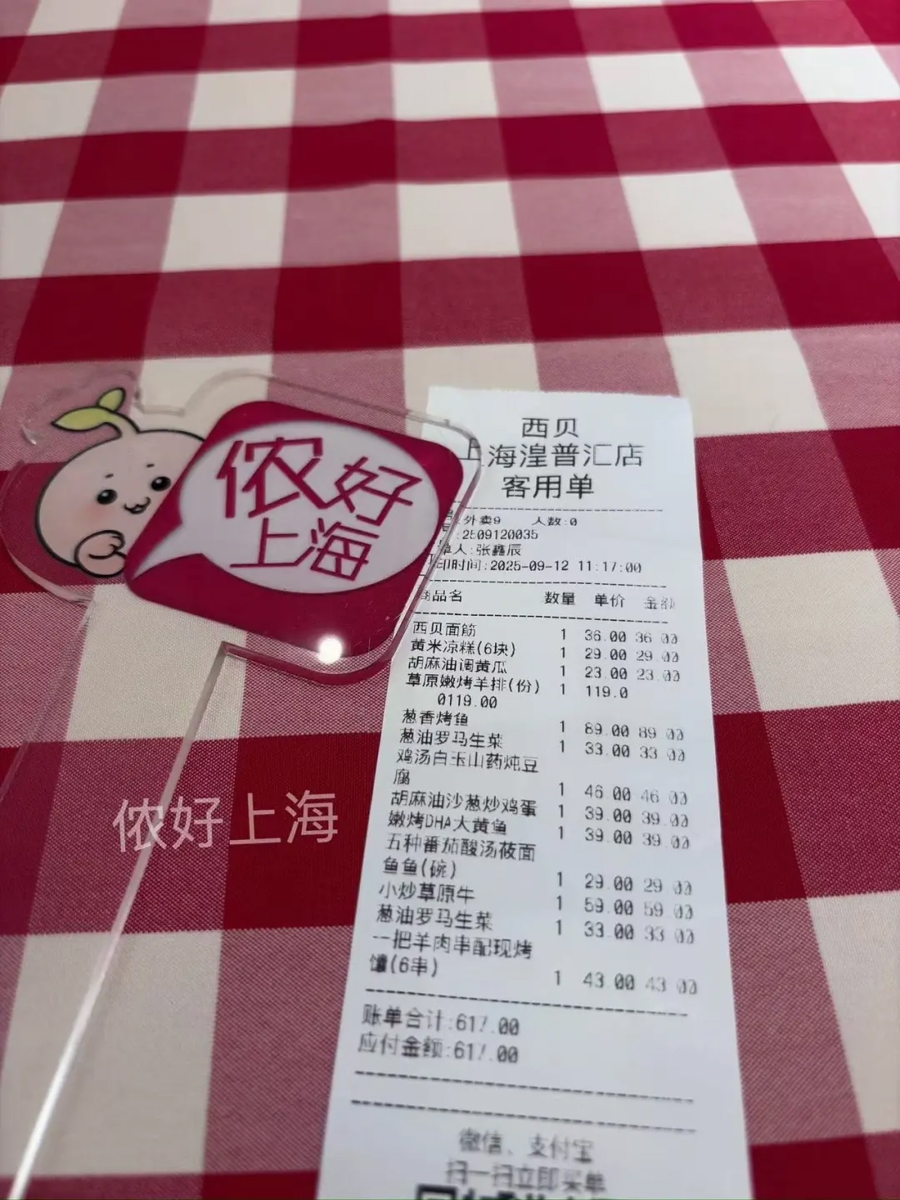 侬好
上海
侬好上海
西贝
上海湟普汇店
客用单
外卖9 人数:0
:2509120035
单人:张鑫辰
印时间:2025-09-12 11:17:00
商品名 数量 单价 金额
西贝面筋 1 36.00 36.00
黄米凉糕(6块) 1 29.00 29.00
胡麻油调黄瓜 1 23.00 23.00
草原嫩烤羊排(份) 1 119.0
0119.00
葱香烤鱼 1 89.00 89.00
葱油罗马生菜 1 33.00 33.00
鸡汤白玉山药炖豆
腐 1 46.00 46.00
胡麻油沙葱炒鸡蛋 1 39.00 39.00
嫩烤DHA大黄鱼 1 39.00 39.00
五种番茄酸汤莜面
鱼鱼(碗) 1 29.00 29.00
小炒草原牛 1 59.00 59.00
葱油罗马生菜 1 33.00 33.00
一把羊肉串配现烤
馕(6串) 1 43.00 43.00
账单合计:617.00
应付金额:617.00
微信、支付宝
扫一扫立即买单